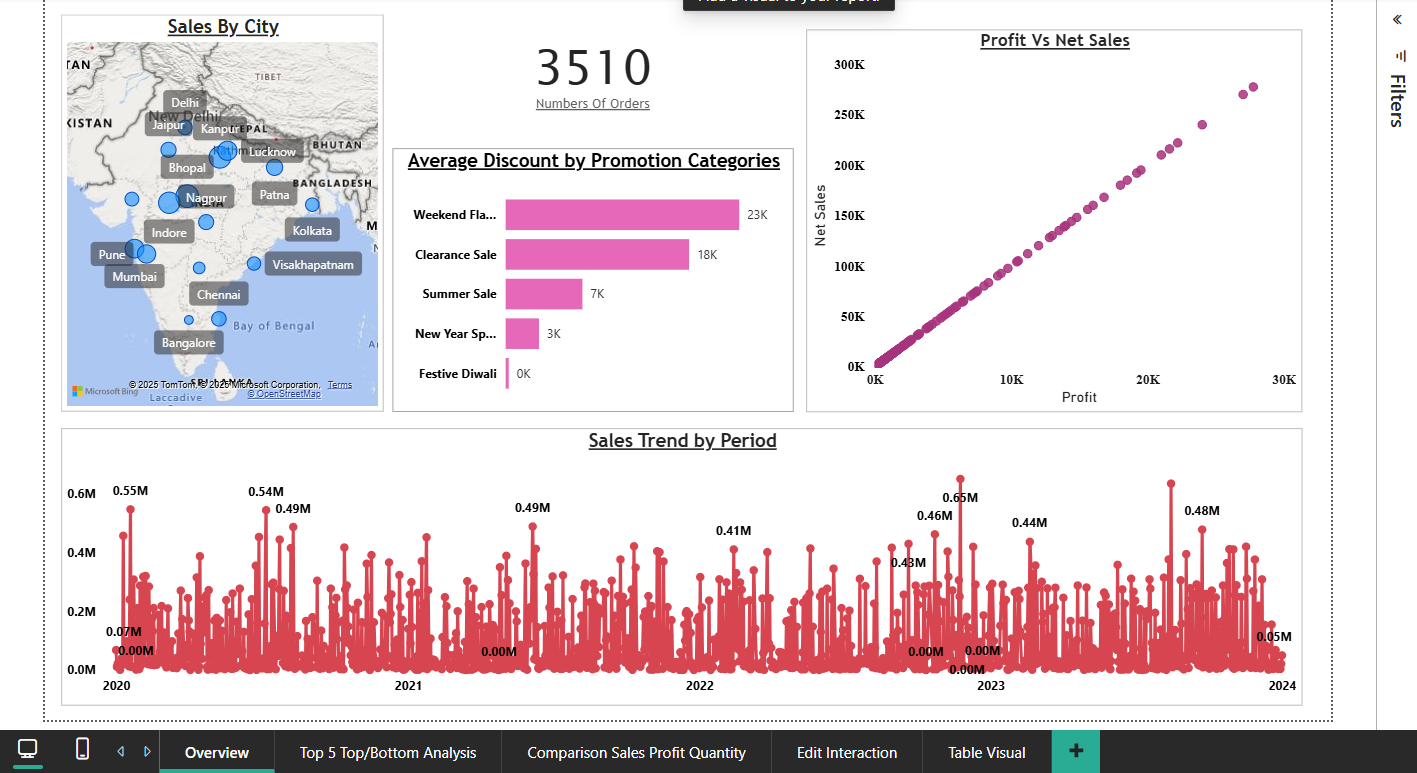 Sales By City
TAN
TIBET
Delhi
New Delhi
KISTAN
Jaipur
Kanpur
EPAL
BHUTAN
Lucknow
Bhopal
BANGLADESH
Nagpur
Patna
Indore
Kolkata
M
Pune
Mumbai
Visakhapatnam
Chennai
Bay of Bengal
Bangalore
SRI LANKA
Laccadive
Microsoft Bing
© 2025 TomTom, © 2025 Microsoft Corporation, Terms
© OpenStreetMap
3510
Numbers Of Orders
Average Discount by Promotion Categories
Weekend Fla... 23K
Clearance Sale 18K
Summer Sale 7K
New Year Sp... 3K
Festive Diwali 0K
Profit Vs Net Sales
Net Sales
300K
250K
200K
150K
100K
50K
0K
0K 10K 20K 30K
Profit
Filters
Sales Trend by Period
0.6M
0.4M
0.2M
0.0M
0.55M
0.54M
0.49M
0.49M
0.41M
0.65M
0.46M
0.43M
0.44M
0.48M
0.07M
0.00M
0.00M
0.00M
0.00M
0.00M
0.05M
2020 2021 2022 2023 2024
Overview
Top 5 Top/Bottom Analysis
Comparison Sales Profit Quantity
Edit Interaction
Table Visual